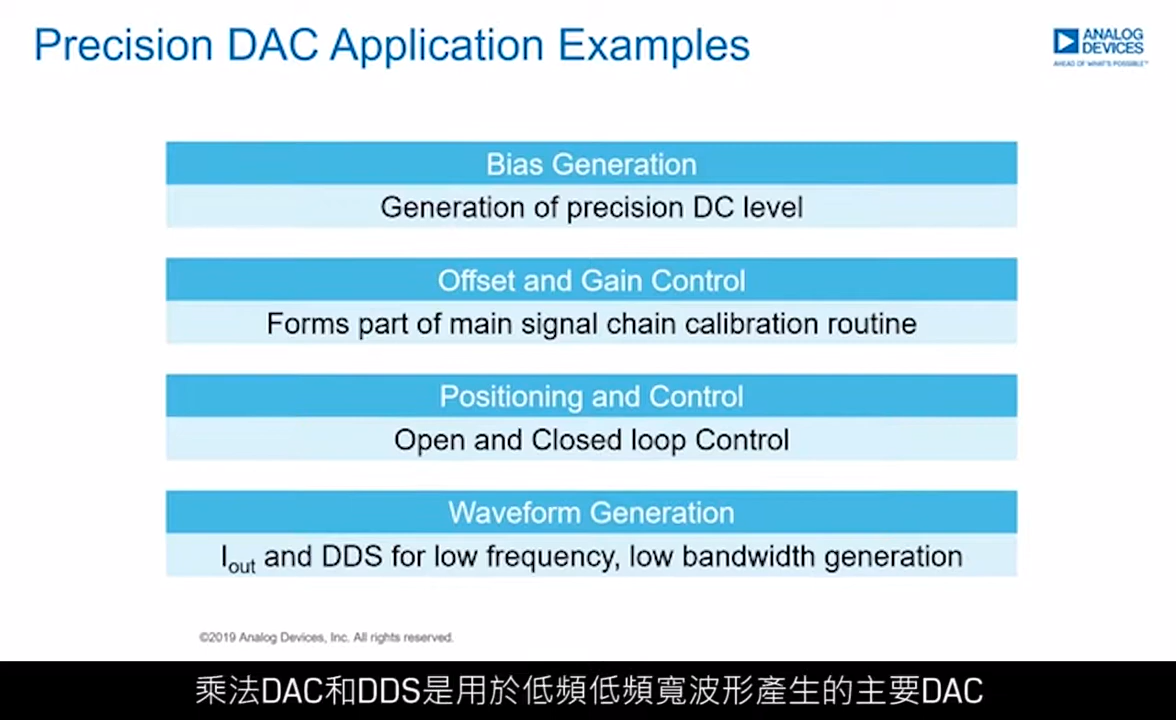 Precision DAC Application Examples
ANALOG
DEVICES
AHEAD OF WHAT'S POSSIBLE™
Bias Generation
Generation of precision DC level
Offset and Gain Control
Forms part of main signal chain calibration routine
Positioning and Control
Open and Closed loop Control
Waveform Generation
Iout and DDS for low frequency, low bandwidth generation
©2019 Analog Devices, Inc. All rights reserved.
乘法DAC和DDS是用於低頻低頻寬波形產生的主要DAC